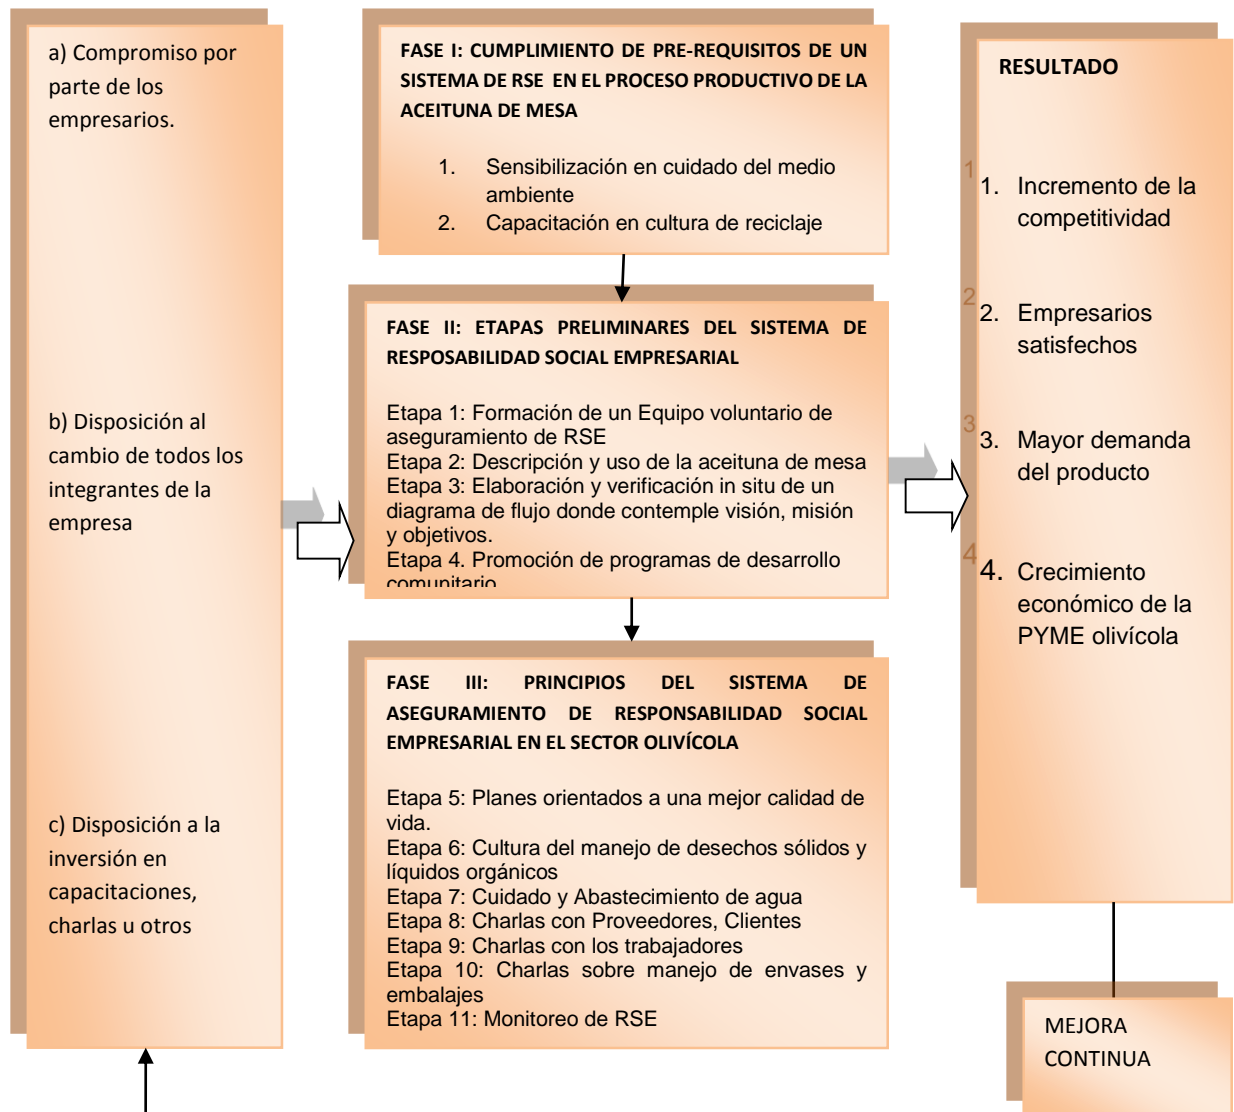 a) Compromiso por
parte de los
empresarios.
b) Disposición al
cambio de todos los
integrantes de la
empresa
c) Disposición a la
inversión en
capacitaciones,
charlas u otros
FASE I: CUMPLIMIENTO DE PRE-REQUISITOS DE UN
SISTEMA DE RSE EN EL PROCESO PRODUCTIVO DE LA
ACEITUNA DE MESA
1. Sensibilización en cuidado del medio
ambiente
2. Capacitación en cultura de reciclaje
FASE II: ETAPAS PRELIMINARES DEL SISTEMA DE
RESPOSABILIDAD SOCIAL EMPRESARIAL
Etapa 1: Formación de un Equipo voluntario de
aseguramiento de RSE
Etapa 2: Descripción y uso de la aceituna de mesa
Etapa 3: Elaboración y verificación in situ de un
diagrama de flujo donde contemple visión, misión
y objetivos.
Etapa 4. Promoción de programas de desarrollo
comunitario
FASE III: PRINCIPIOS DEL SISTEMA DE
ASEGURAMIENTO DE RESPONSABILIDAD SOCIAL
EMPRESARIAL EN EL SECTOR OLIVÍCOLA
Etapa 5: Planes orientados a una mejor calidad de
vida.
Etapa 6: Cultura del manejo de desechos sólidos y
líquidos orgánicos
Etapa 7: Cuidado y Abastecimiento de agua
Etapa 8: Charlas con Proveedores, Clientes
Etapa 9: Charlas con los trabajadores
Etapa 10: Charlas sobre manejo de envases y
embalajes
Etapa 11: Monitoreo de RSE
RESULTADO
1
1. Incremento de la
competitividad
2
2. Empresarios
satisfechos
3
3. Mayor demanda
del producto
4
4. Crecimiento
económico de la
PYME olivícola
MEJORA
CONTINUA